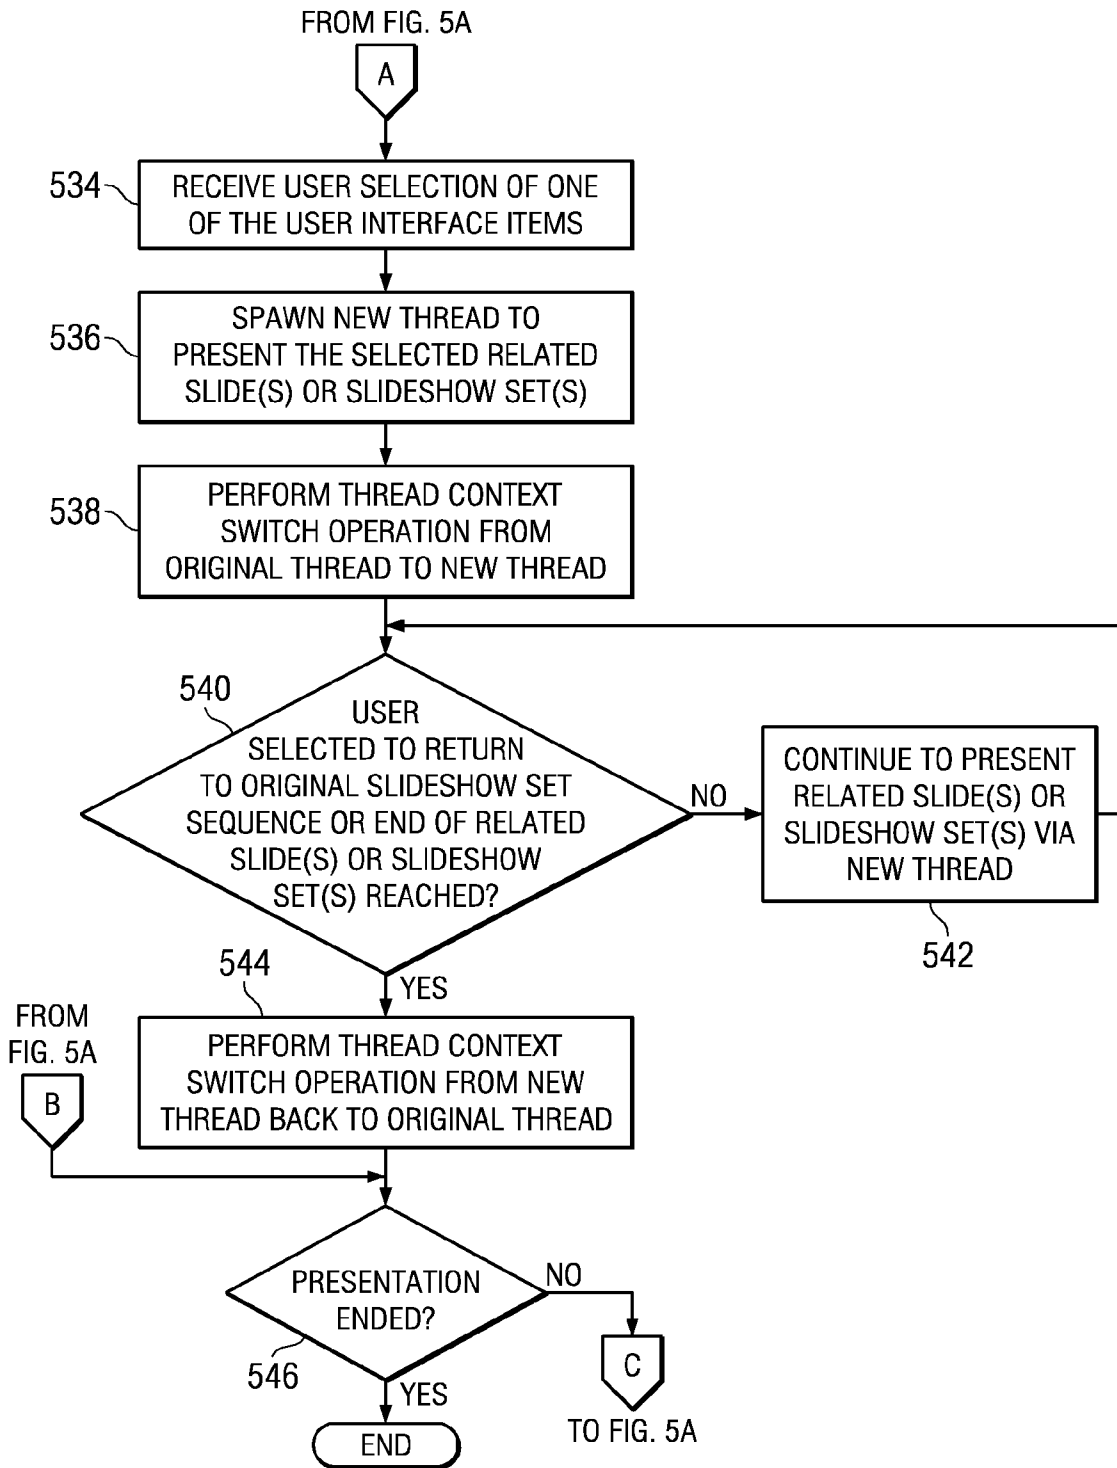 FROM FIG. 5A
A
534
RECEIVE USER SELECTION OF ONE
OF THE USER INTERFACE ITEMS
536
SPAWN NEW THREAD TO
PRESENT THE SELECTED RELATED
SLIDE(S) OR SLIDESHOW SET(S)
538
PERFORM THREAD CONTEXT
SWITCH OPERATION FROM
ORIGINAL THREAD TO NEW THREAD
540
USER
SELECTED TO RETURN
TO ORIGINAL SLIDESHOW SET
SEQUENCE OR END OF RELATED
SLIDE(S) OR SLIDESHOW
SET(S) REACHED?
NO
CONTINUE TO PRESENT
RELATED SLIDE(S) OR
SLIDESHOW SET(S) VIA
NEW THREAD
542
YES
544
PERFORM THREAD CONTEXT
SWITCH OPERATION FROM NEW
THREAD BACK TO ORIGINAL THREAD
FROM
FIG. 5A
B
PRESENTATION
ENDED?
546
NO
C
TO FIG. 5A
YES
END